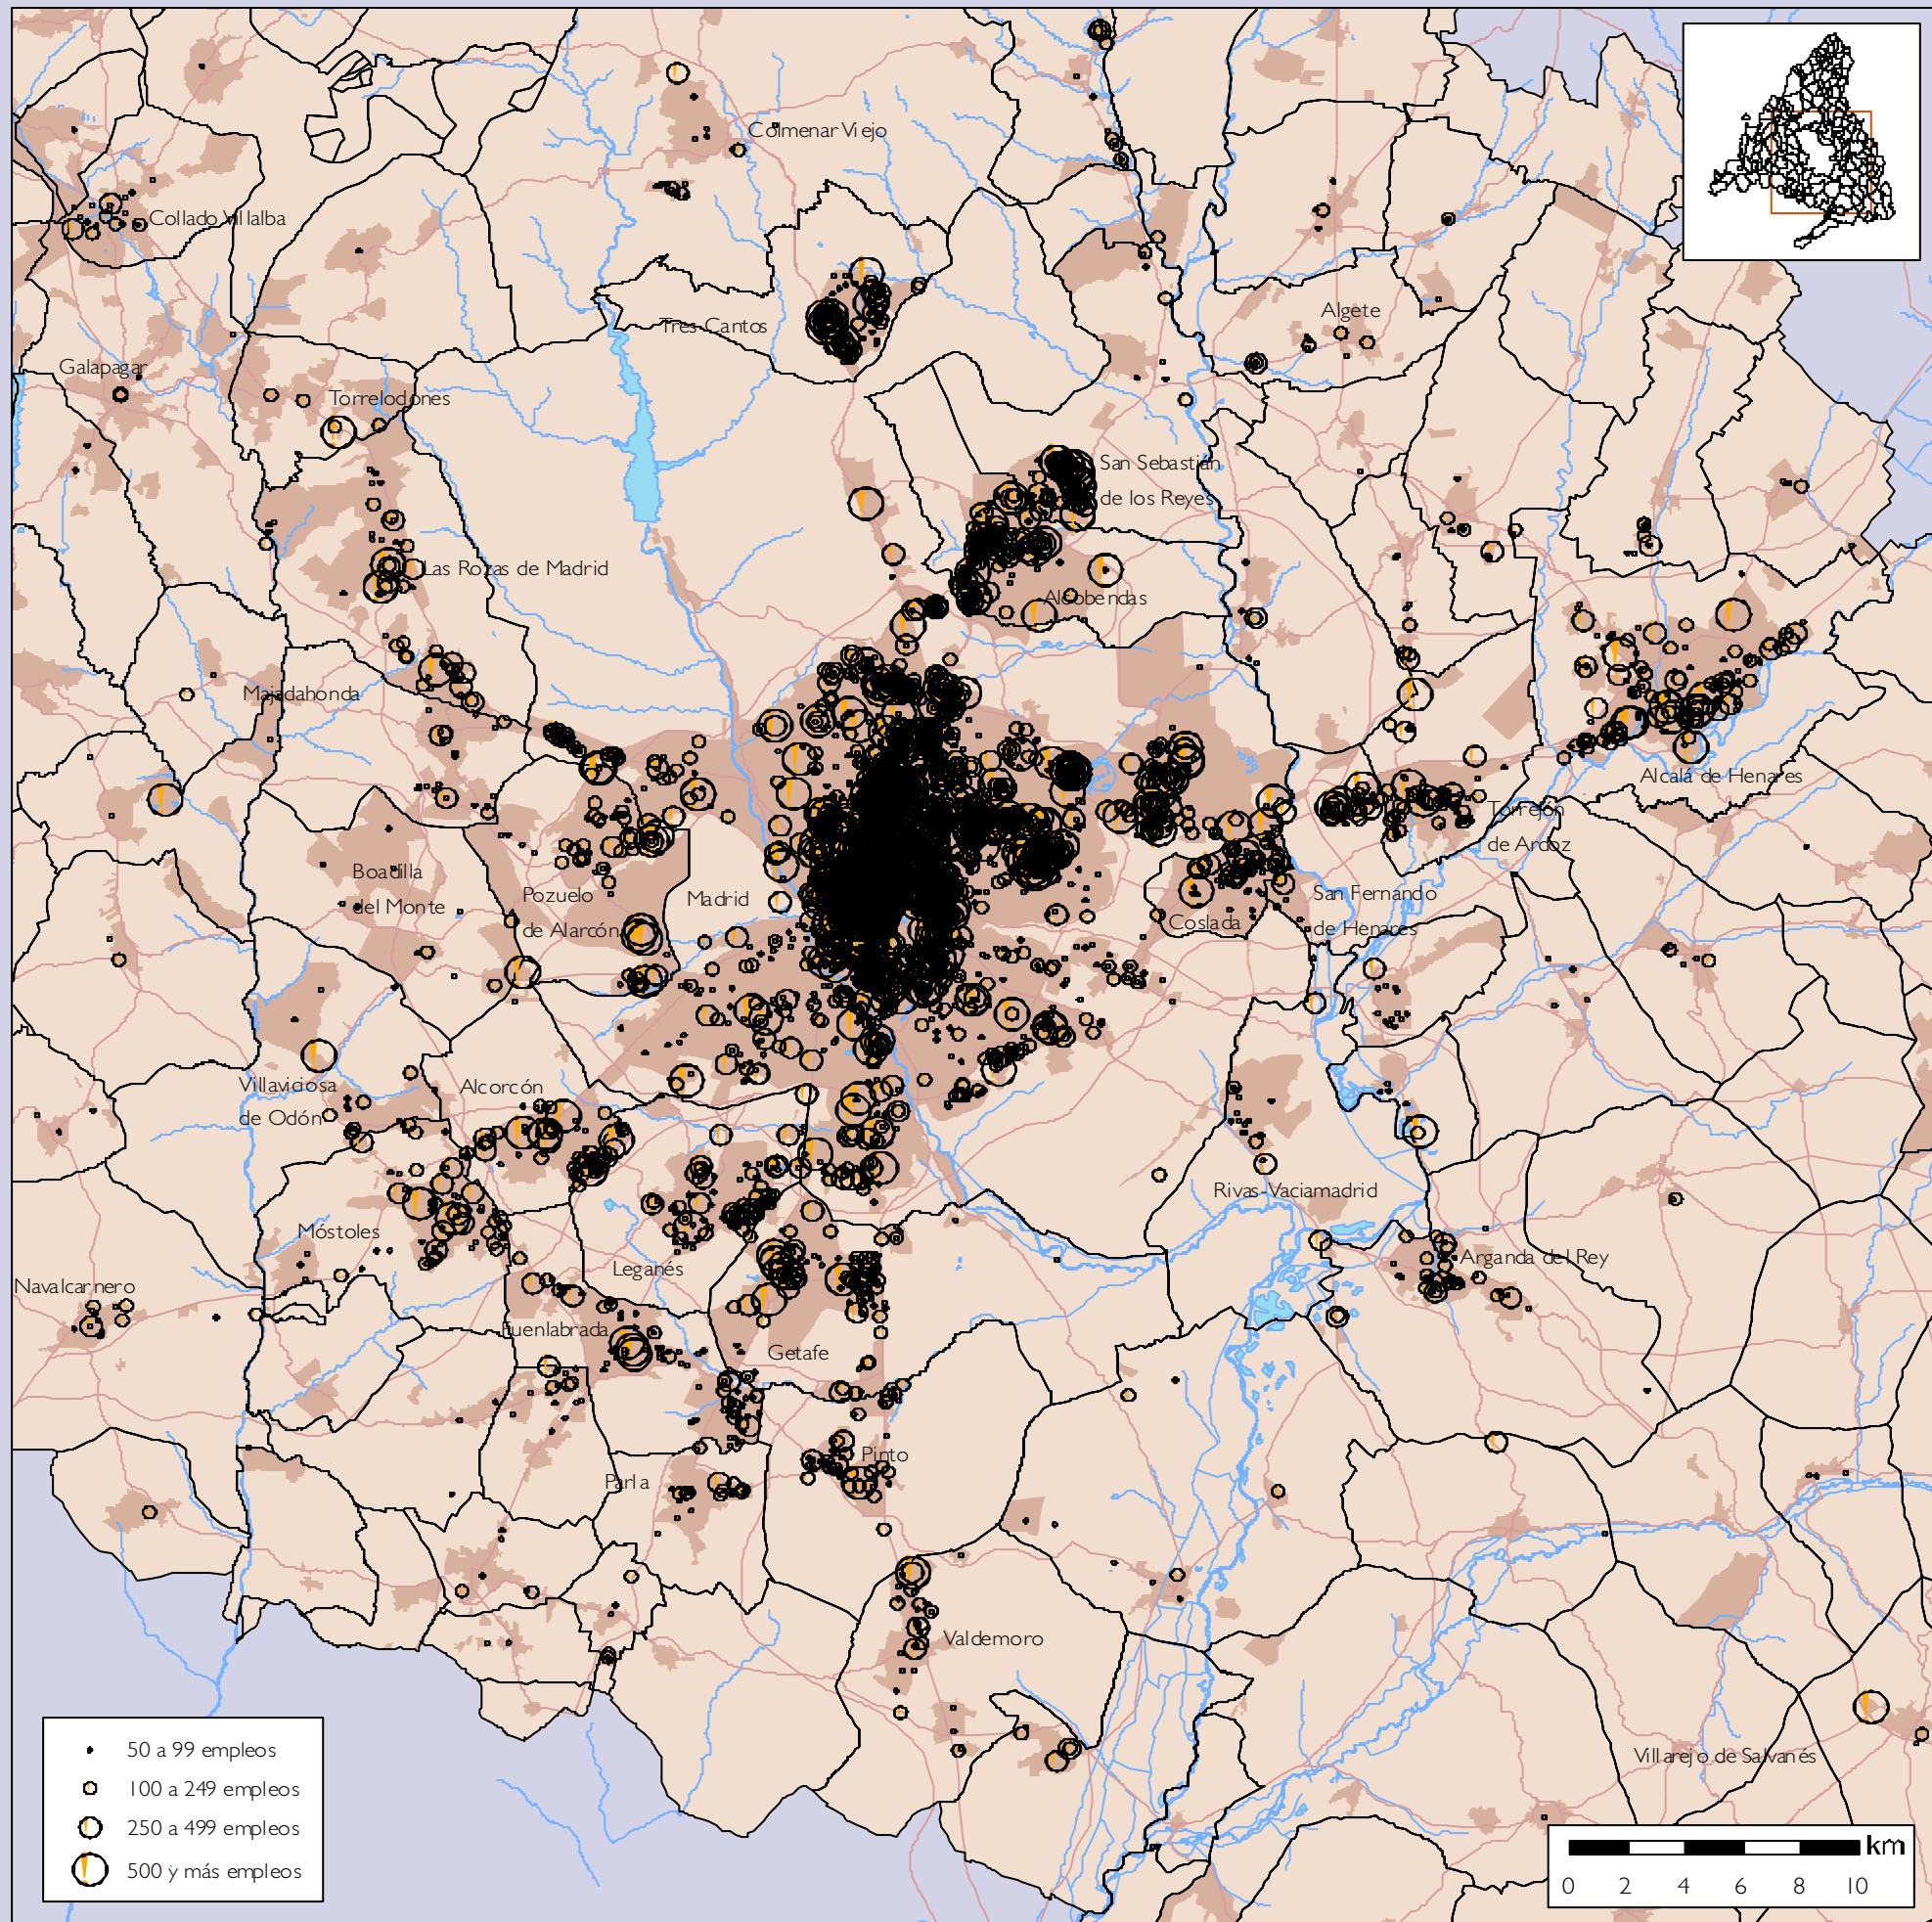 Colmenar Viejo
Collado Villalba
Tres Cantos
Algete
Galapagar
Torrelodones
San Sebastián
de los Reyes
Las Rozas de Madrid
Alcobendas
Majadahonda
Alcalá de Henares
Torrejón
de Ardoz
Boadilla
del Monte
Pozuelo
de Alarcón
Madrid
San Fernando
de Henares
Coslada
Villaviciosa
de Odón
Alcorcón
Rivas-Vaciamadrid
Móstoles
Leganés
Arganda del Rey
Navalcarnero
Fuenlabrada
Getafe
Pinto
Parla
Valdemoro
Villarejo de Salvanés
50 a 99 empleos
100 a 249 empleos
250 a 499 empleos
500 y más empleos
km
0 2 4 6 8 10